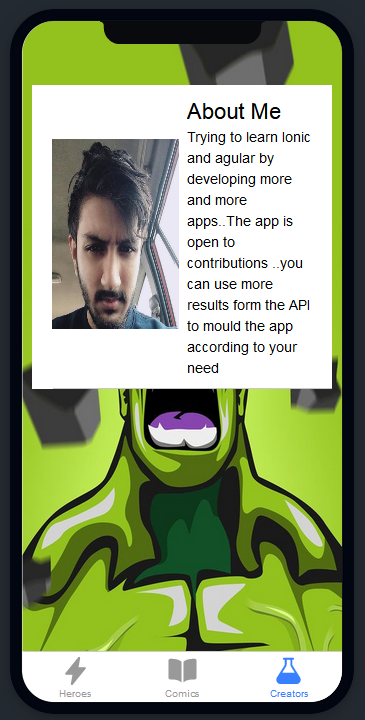 About Me
Trying to learn Ionic
and agular by
developing more
and more
apps..The app is
open to
contributions ..you
can use more
results form the API
to mould the app
according to your
need
Heroes
Comics
Creators